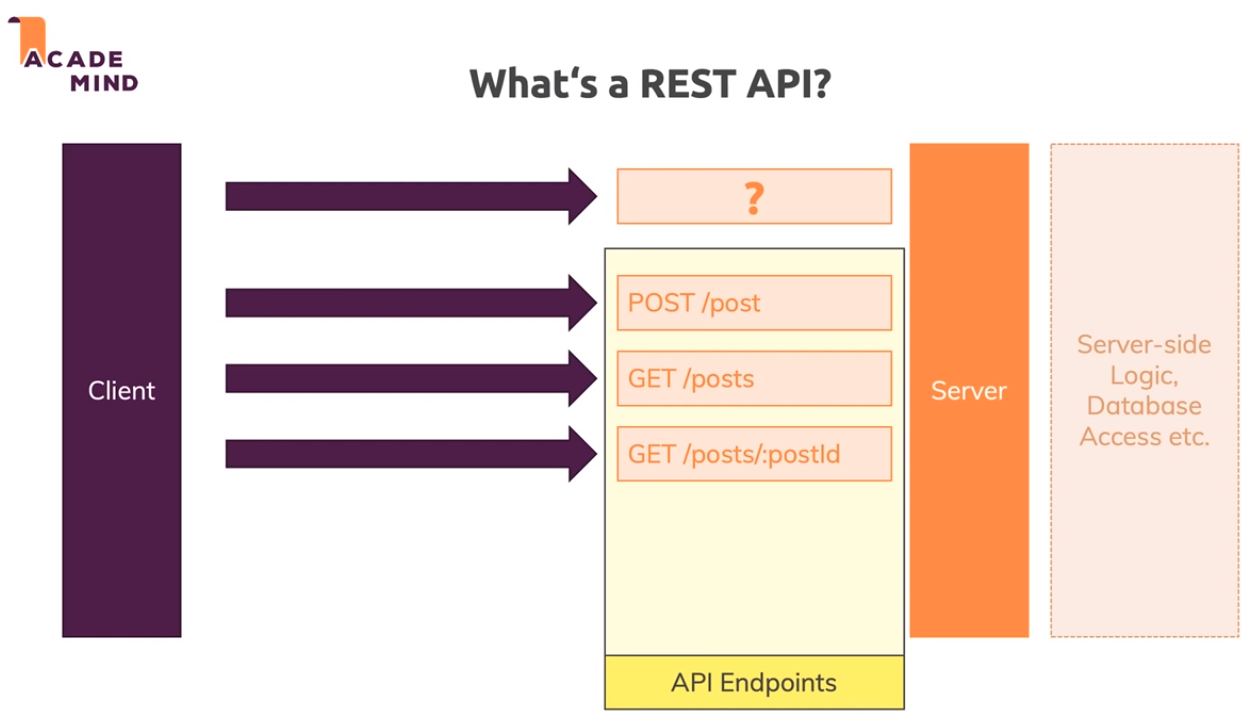 ACADE
MIND
What‘s a REST API?
Client
?
POST /post
GET /posts
GET /posts/:postId
API Endpoints
Server
Server-side
Logic,
Database
Access etc.